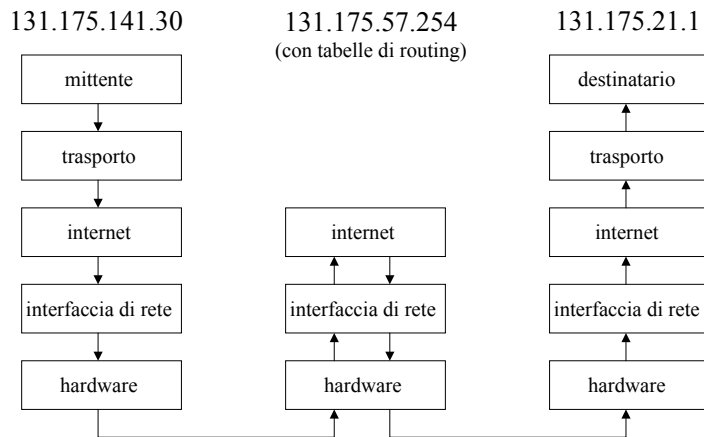 131.175.141.30
131.175.57.254
(con tabelle di routing)
131.175.21.1
mittente
destinatario
trasporto
trasporto
internet
internet
internet
interfaccia di rete
interfaccia di rete
interfaccia di rete
hardware
hardware
hardware